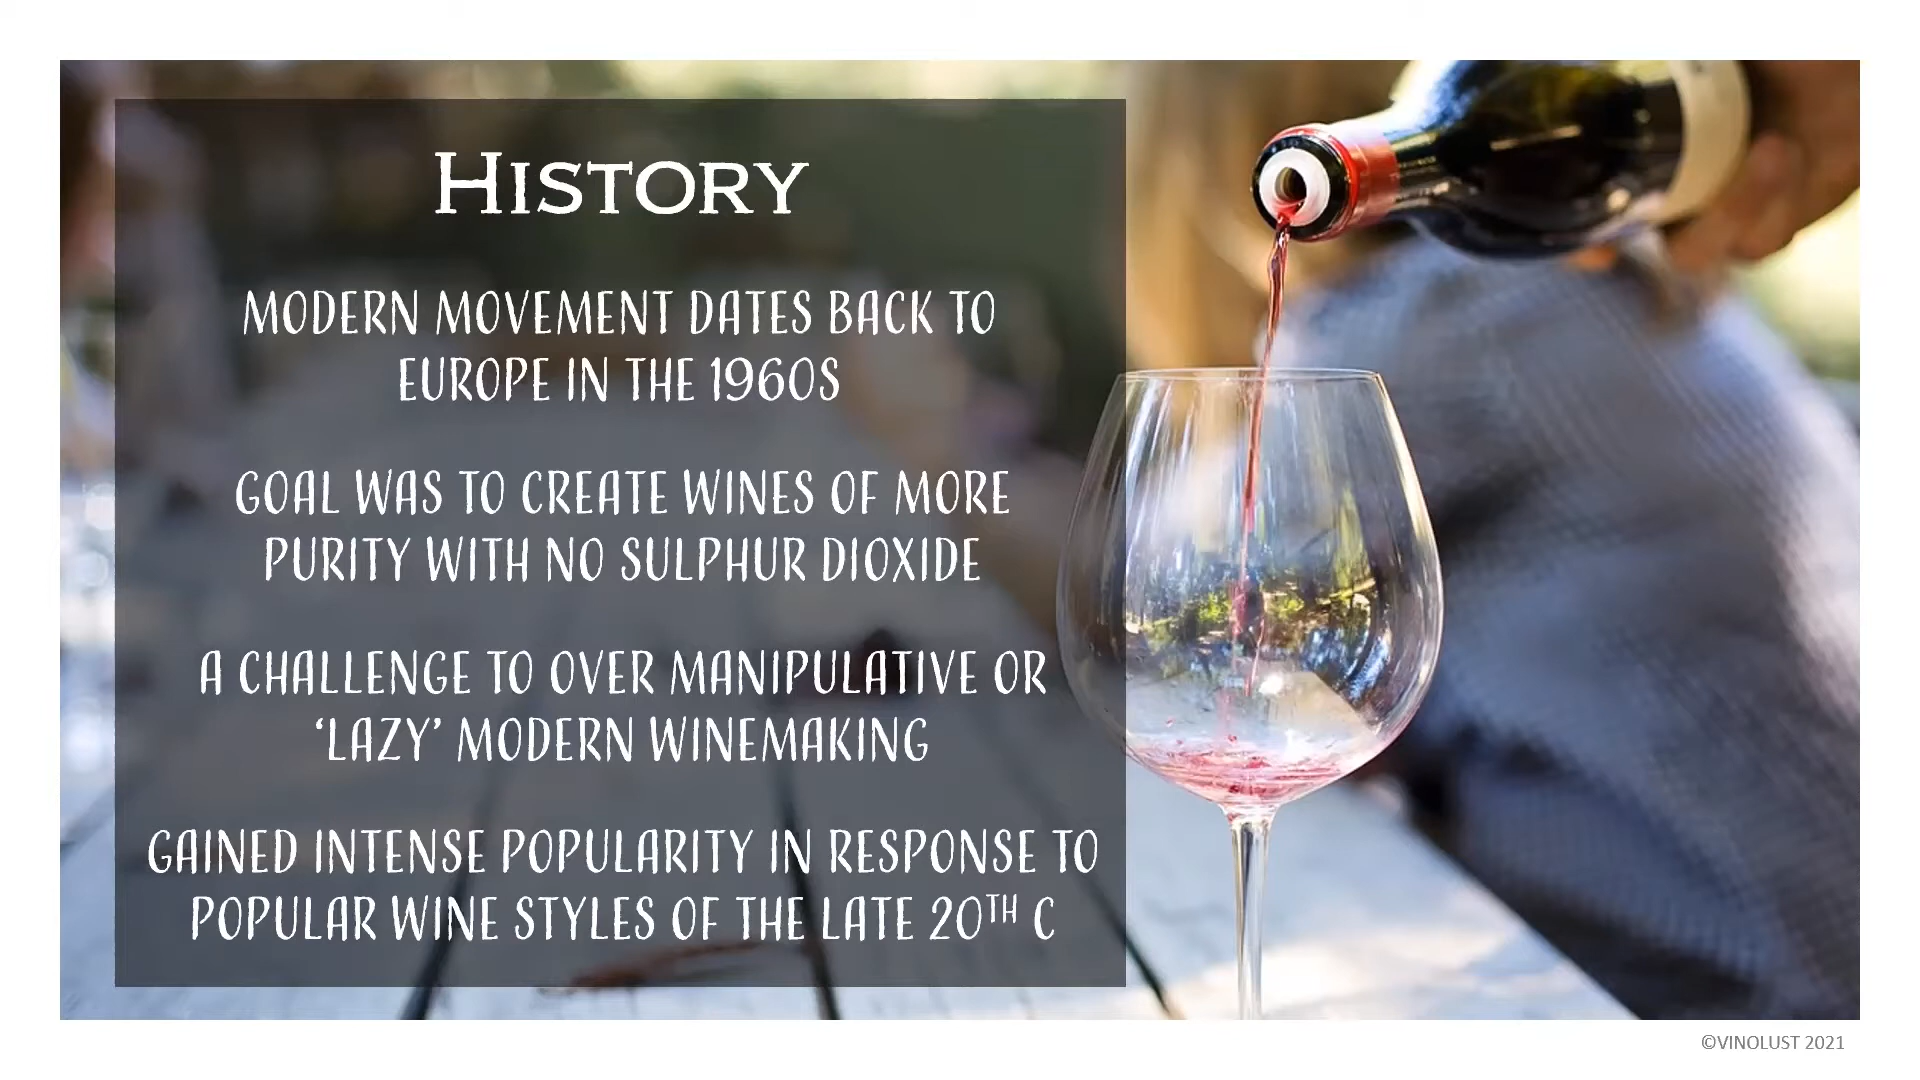 HISTORY
MODERN MOVEMENT DATES BACK TO
EUROPE IN THE 1960S
GOAL WAS TO CREATE WINES OF MORE
PURITY WITH NO SULPHUR DIOXIDE
A CHALLENGE TO OVER MANIPULATIVE OR
‘LAZY’ MODERN WINEMAKING
GAINED INTENSE POPULARITY IN RESPONSE TO
POPULAR WINE STYLES OF THE LATE 20TH C
©VINOLUST 2021